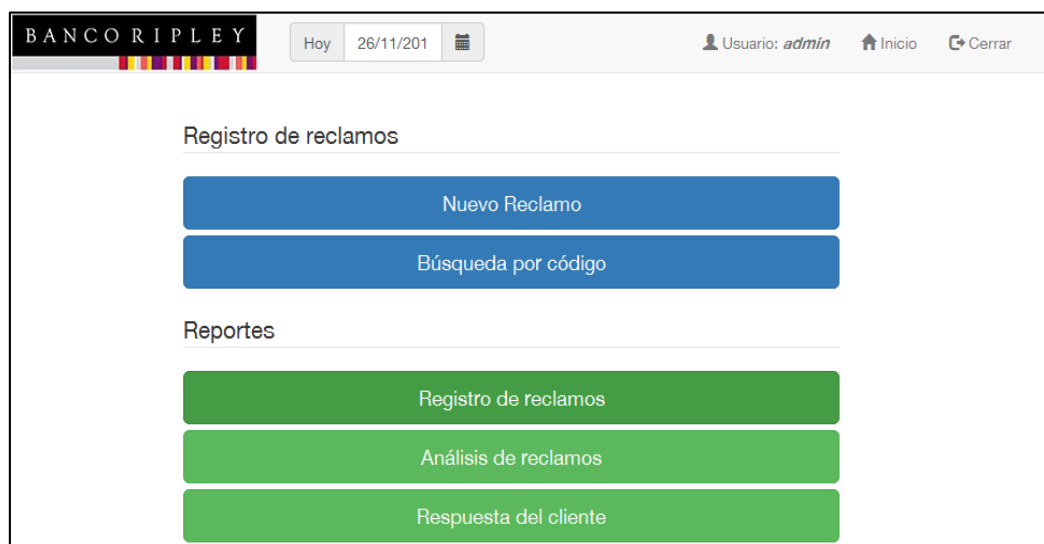 BANCO RIPLEY Hoy 26/11/201 Usuario: admin Inicio Cerrar
Registro de reclamos
Nuevo Reclamo
Búsqueda por código
Reportes
Registro de reclamos
Análisis de reclamos
Respuesta del cliente